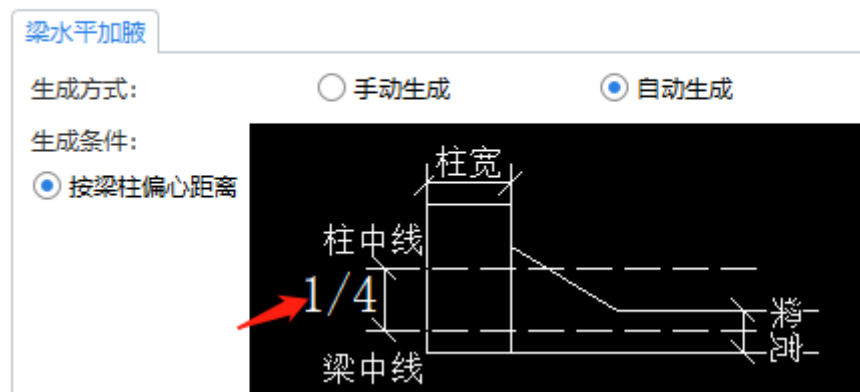 梁水平加腋
生成方式: 手动生成 自动生成
生成条件:
按梁柱偏心距离
柱宽
柱中线
1/4
梁宽
梁中线